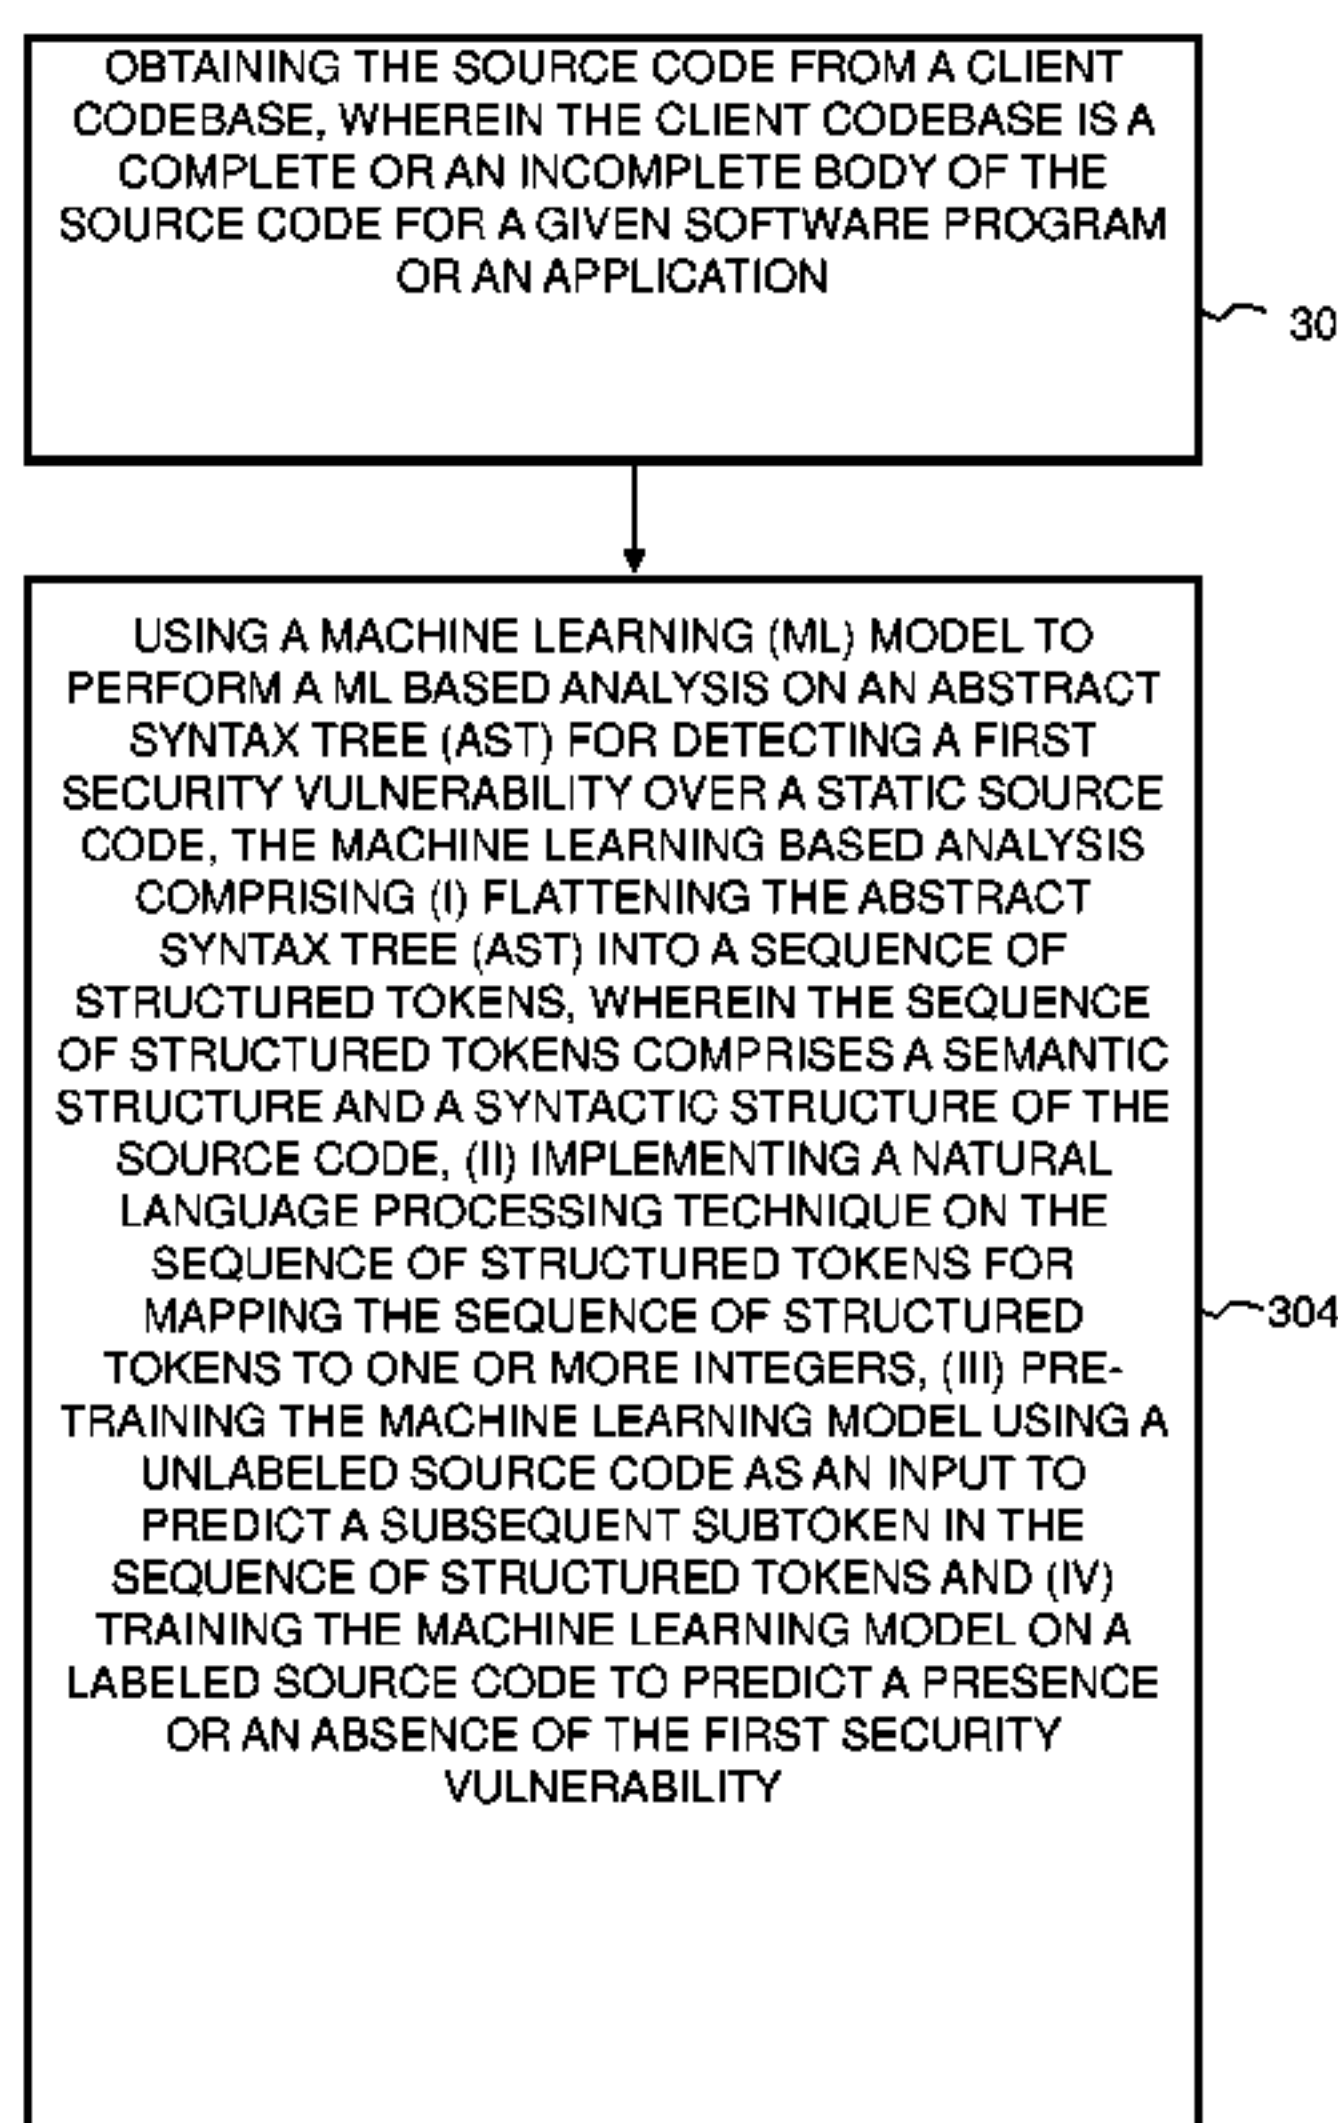 OBTAINING THE SOURCE CODE FROM A CLIENT
CODEBASE, WHEREIN THE CLIENT CODEBASE IS A
COMPLETE OR AN INCOMPLETE BODY OF THE
SOURCE CODE FOR A GIVEN SOFTWARE PROGRAM
OR AN APPLICATION
30
USING A MACHINE LEARNING (ML) MODEL TO
PERFORM A ML BASED ANALYSIS ON AN ABSTRACT
SYNTAX TREE (AST) FOR DETECTING A FIRST
SECURITY VULNERABILITY OVER A STATIC SOURCE
CODE, THE MACHINE LEARNING BASED ANALYSIS
COMPRISING (I) FLATTENING THE ABSTRACT
SYNTAX TREE (AST) INTO A SEQUENCE OF
STRUCTURED TOKENS, WHEREIN THE SEQUENCE
OF STRUCTURED TOKENS COMPRISES A SEMANTIC
STRUCTURE AND A SYNTACTIC STRUCTURE OF THE
SOURCE CODE, (II) IMPLEMENTING A NATURAL
LANGUAGE PROCESSING TECHNIQUE ON THE
SEQUENCE OF STRUCTURED TOKENS FOR
MAPPING THE SEQUENCE OF STRUCTURED
TOKENS TO ONE OR MORE INTEGERS, (III) PRE-
TRAINING THE MACHINE LEARNING MODEL USING A
UNLABELED SOURCE CODE AS AN INPUT TO
PREDICT A SUBSEQUENT SUBTOKEN IN THE
SEQUENCE OF STRUCTURED TOKENS AND (IV)
TRAINING THE MACHINE LEARNING MODEL ON A
LABELED SOURCE CODE TO PREDICT A PRESENCE
OR AN ABSENCE OF THE FIRST SECURITY
VULNERABILITY
304